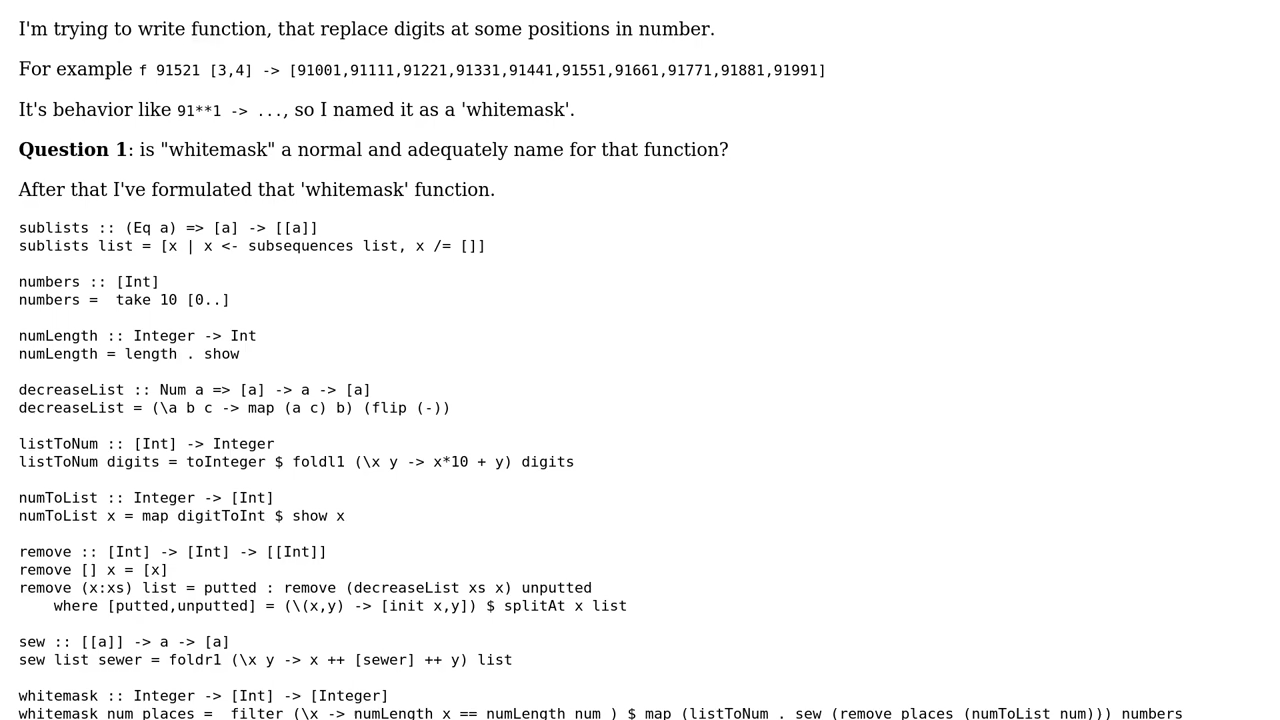 I'm trying to write function, that replace digits at some positions in number.
For example f 91521 [3,4] -> [91001,91111,91221,91331,91441,91551,91661,91771,91881,91991]
It's behavior like 91**1 -> ..., so I named it as a 'whitemask'.
Question 1: is "whitemask" a normal and adequately name for that function?
After that I've formulated that 'whitemask' function.
sublists :: (Eq a) => [a] -> [[a]]
sublists list = [x | x <- subsequences list, x /= []]
numbers :: [Int]
numbers =  take 10 [0..]
numLength :: Integer -> Int
numLength = length . show
decreaseList :: Num a => [a] -> a -> [a]
decreaseList = (\a b c -> map (a c) b) (flip (-))
listToNum :: [Int] -> Integer
listToNum digits = toInteger $ foldl1 (\x y -> x*10 + y) digits
numToList :: Integer -> [Int]
numToList x = map digitToInt $ show x
remove :: [Int] -> [Int] -> [[Int]]
remove [] x = [x]
remove (x:xs) list = putted : remove (decreaseList xs x) unputted
    where [putted,unputted] = (\(x,y) -> [init x,y]) $ splitAt x list
sew :: [[a]] -> a -> [a]
sew list sewer = foldr1 (\x y -> x ++ [sewer] ++ y) list
whitemask :: Integer -> [Int] -> [Integer]
whitemask num places =  filter (\x -> numLength x == numLength num ) $ map (listToNum . sew (remove places (numToList num))) numbers